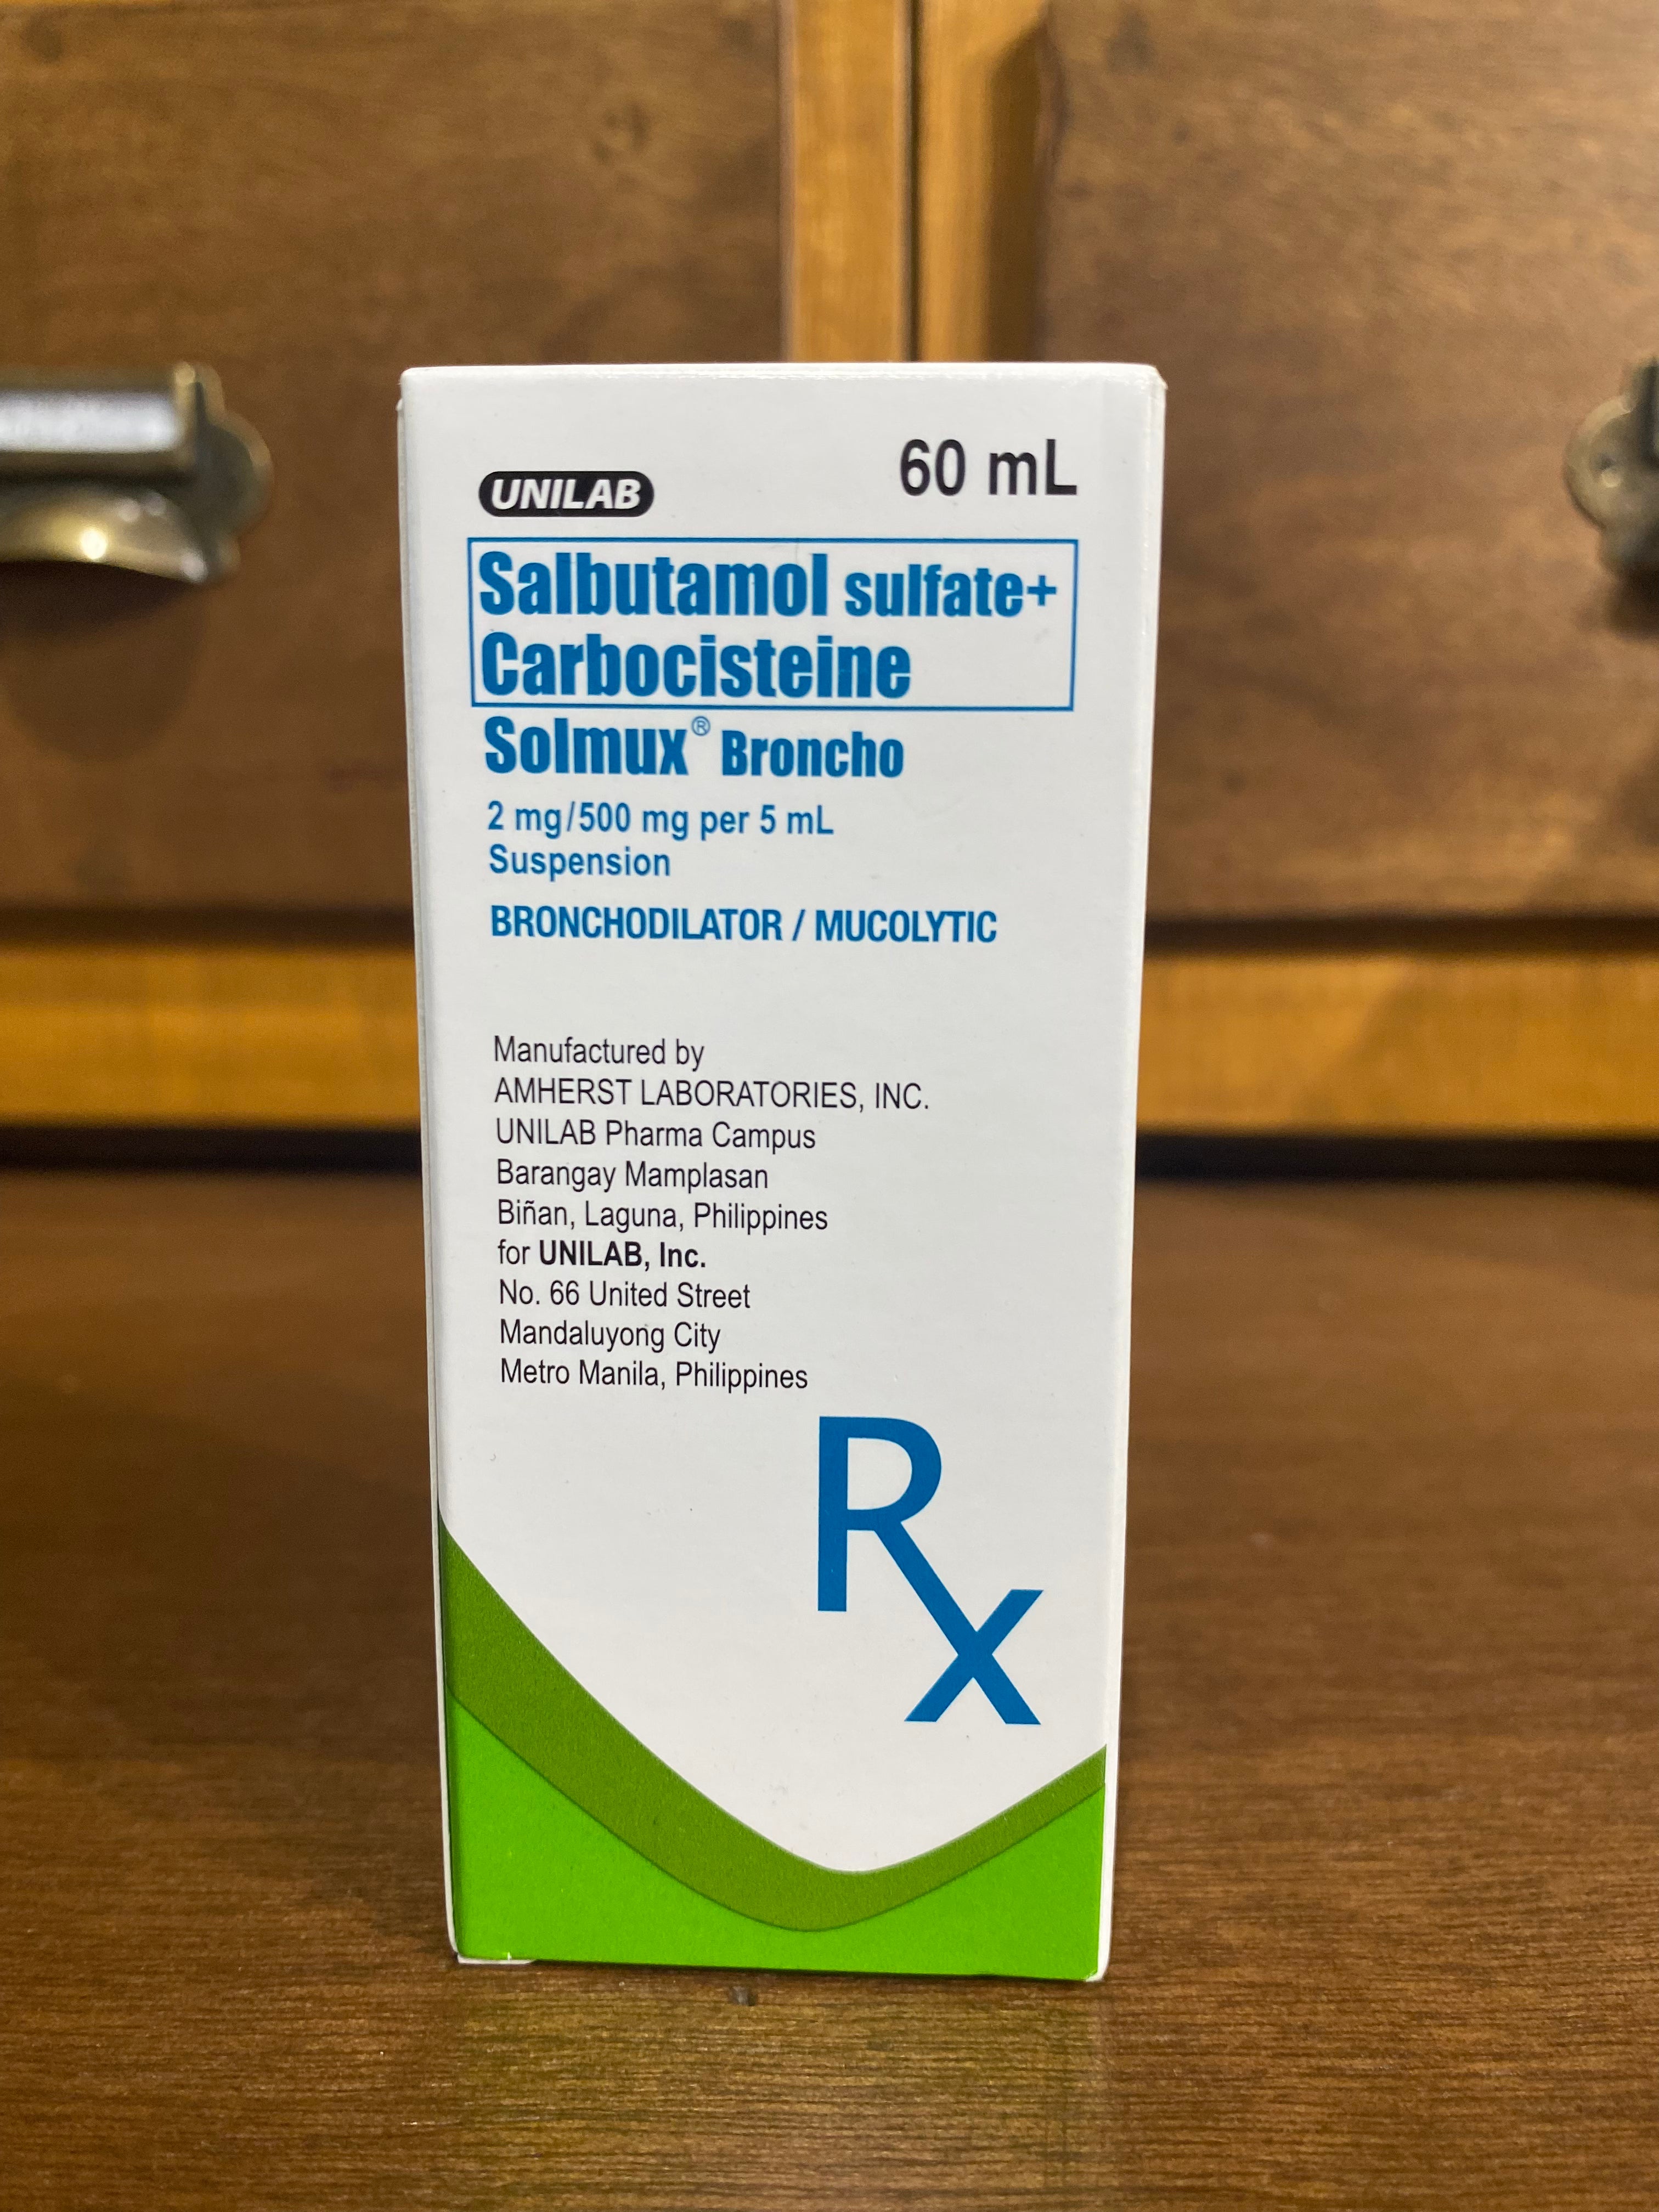 UNILAB
60 mL
Salbutamol sulfate+
Carbocisteine
Solmux® Broncho
2 mg/500 mg per 5 mL
Suspension
BRONCHODILATOR / MUCOLYTIC
Manufactured by
AMHERST LABORATORIES, INC.
UNILAB Pharma Campus
Barangay Mamplasan
Biñan, Laguna, Philippines
for UNILAB, Inc.
No. 66 United Street
Mandaluyong City
Metro Manila, Philippines
Rx